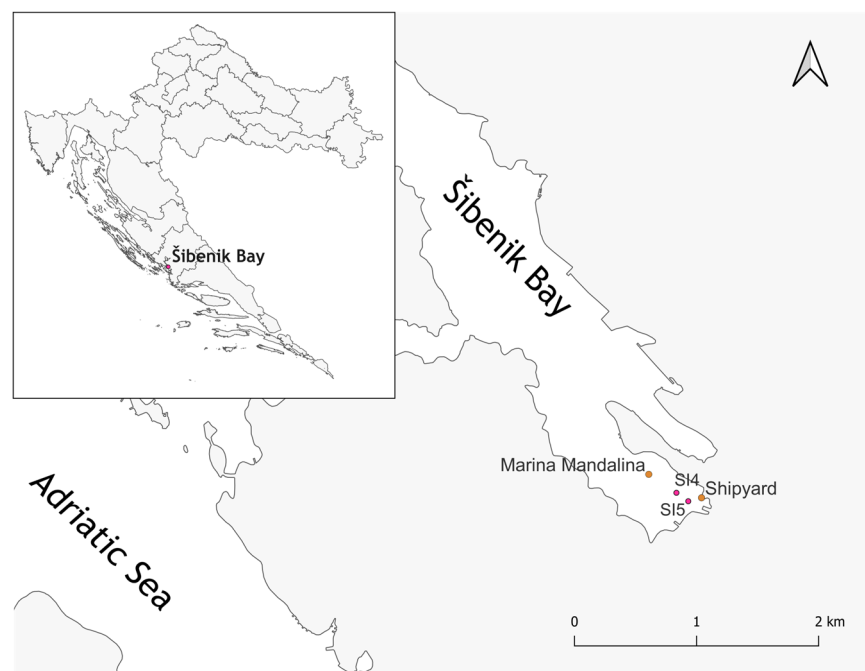 Šibenik Bay
Šibenik Bay
Marina Mandalina
SI4
Shipyard
SI5
Adriatic Sea
0 1 2 km